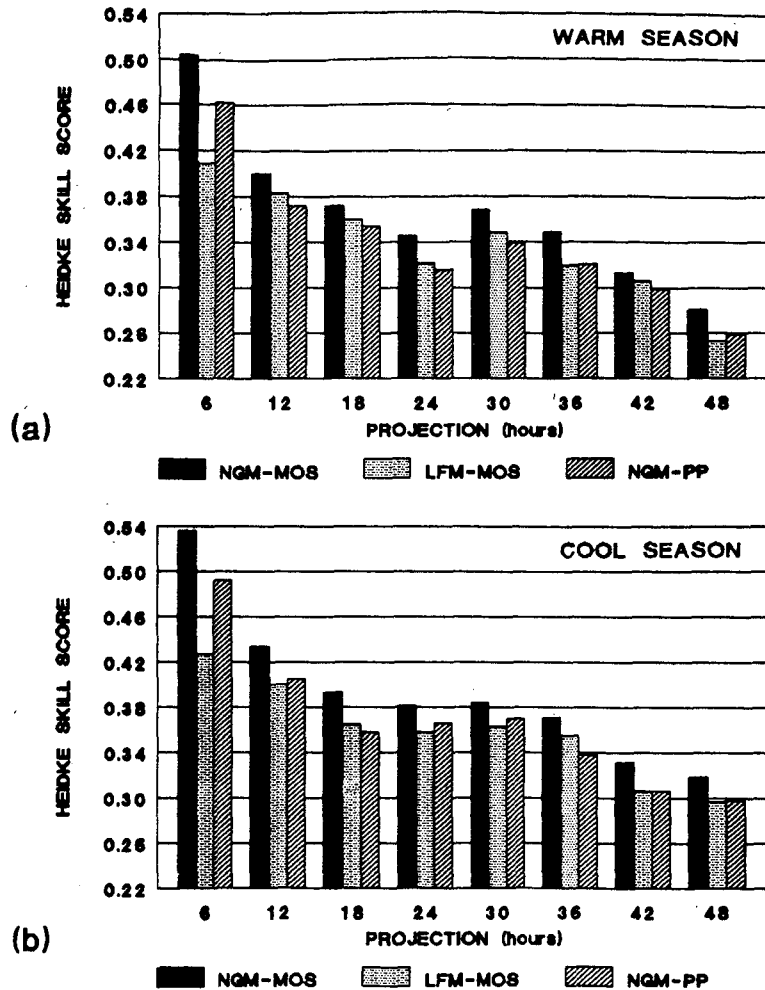 WARM SEASON
HEIDKE SKILL SCORE
0.54
0.50
0.46
0.42
0.38
0.34
0.30
0.26
0.22
6 12 18 24 30 36 42 48
PROJECTION (hours)
(a)
NGM-MOS LFM-MOS NGM-PP
COOL SEASON
HEIDKE SKILL SCORE
0.54
0.50
0.46
0.42
0.38
0.34
0.30
0.26
0.22
6 12 18 24 30 36 42 48
PROJECTION (hours)
(b)
NGM-MOS LFM-MOS NGM-PP